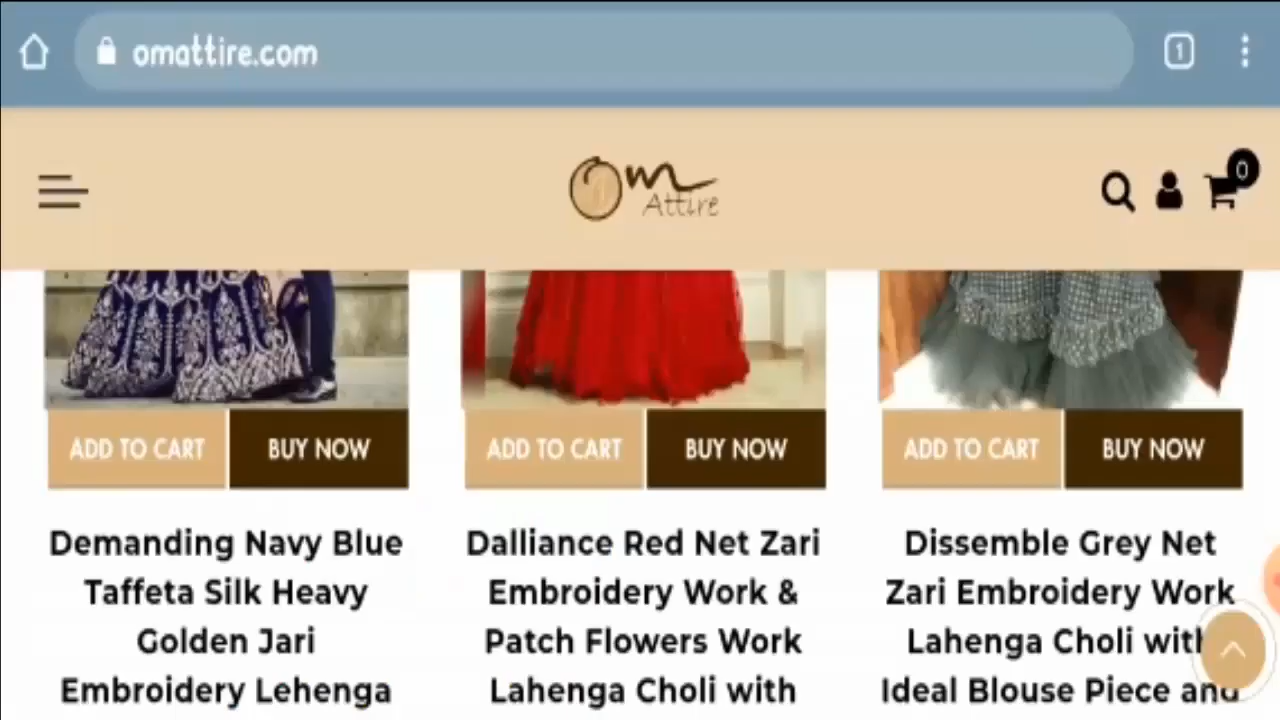 omattire.com
1
Om
Attire
0
ADD TO CART BUY NOW ADD TO CART BUY NOW ADD TO CART BUY NOW
Demanding Navy Blue
Taffeta Silk Heavy
Golden Jari
Embroidery Lehenga
Dalliance Red Net Zari
Embroidery Work &
Patch Flowers Work
Lahenga Choli with
Dissemble Grey Net
Zari Embroidery Work
Lahenga Choli with
Ideal Blouse Piece and